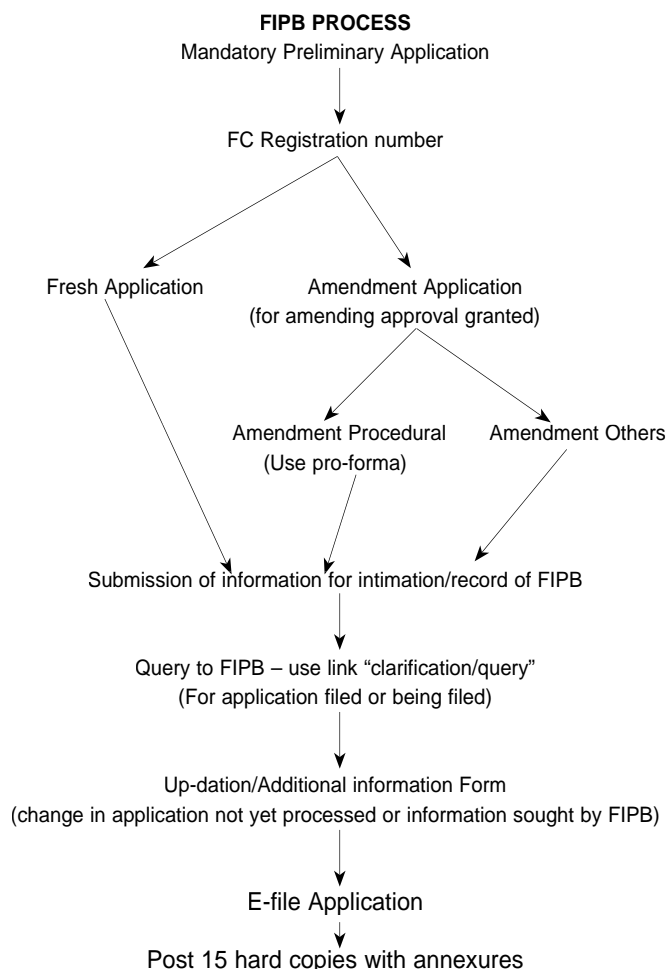 FIPB PROCESS
Mandatory Preliminary Application
FC Registration number
Fresh Application
Amendment Application
(for amending approval granted)
Amendment Procedural
(Use pro-forma)
Amendment Others
Submission of information for intimation/record of FIPB
Query to FIPB – use link “clarification/query”
(For application filed or being filed)
Up-dation/Additional information Form
(change in application not yet processed or information sought by FIPB)
E-file Application
Post 15 hard copies with annexures